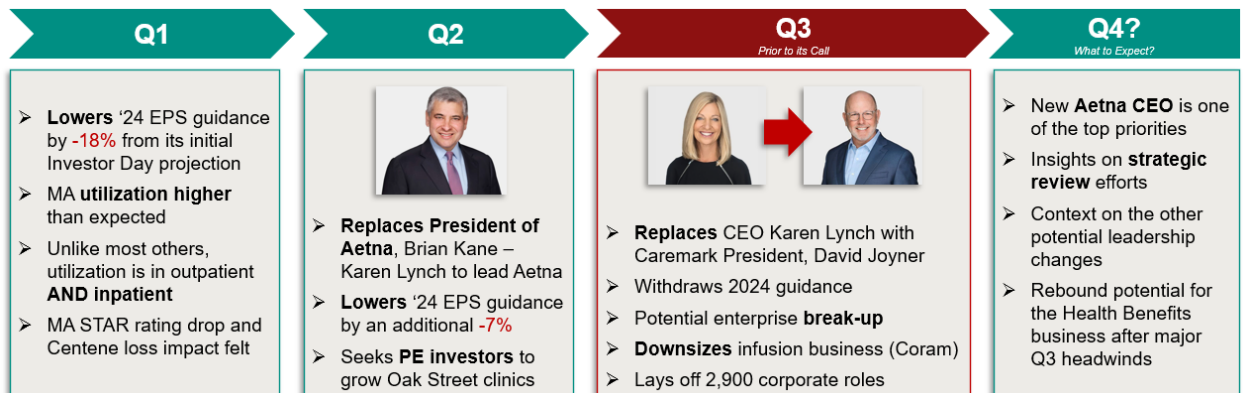 Q1
➢ Lowers ‘24 EPS guidance
by -18% from its initial
Investor Day projection
➢ MA utilization higher
than expected
➢ Unlike most others,
utilization is in outpatient
AND inpatient
➢ MA STAR rating drop and
Centene loss impact felt
Q2
➢ Replaces President of
Aetna, Brian Kane –
Karen Lynch to lead Aetna
➢ Lowers ‘24 EPS guidance
by an additional -7%
➢ Seeks PE investors to
grow Oak Street clinics
Q3
Prior to its Call
➢ Replaces CEO Karen Lynch with
Caremark President, David Joyner
➢ Withdraws 2024 guidance
➢ Potential enterprise break-up
➢ Downsizes infusion business (Coram)
➢ Lays off 2,900 corporate roles
Q4?
What to Expect?
➢ New Aetna CEO is one
of the top priorities
➢ Insights on strategic
review efforts
➢ Context on the other
potential leadership
changes
➢ Rebound potential for
the Health Benefits
business after major
Q3 headwinds